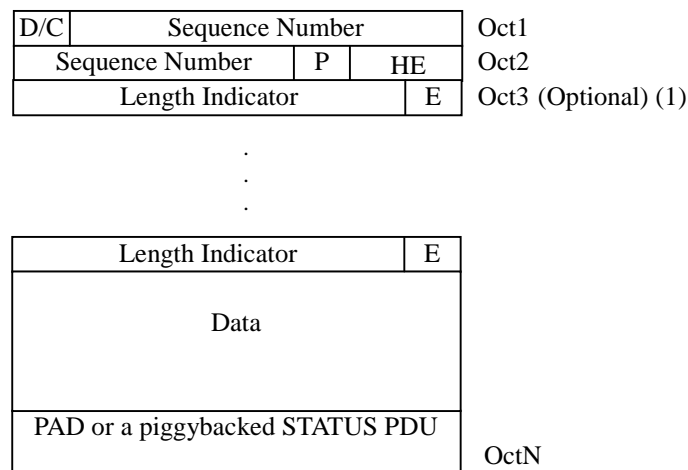 D/C Sequence Number Oct1
Sequence Number P HE Oct2
Length Indicator E Oct3 (Optional) (1)
.
.
.
Length Indicator E
Data
PAD or a piggybacked STATUS PDU
OctN